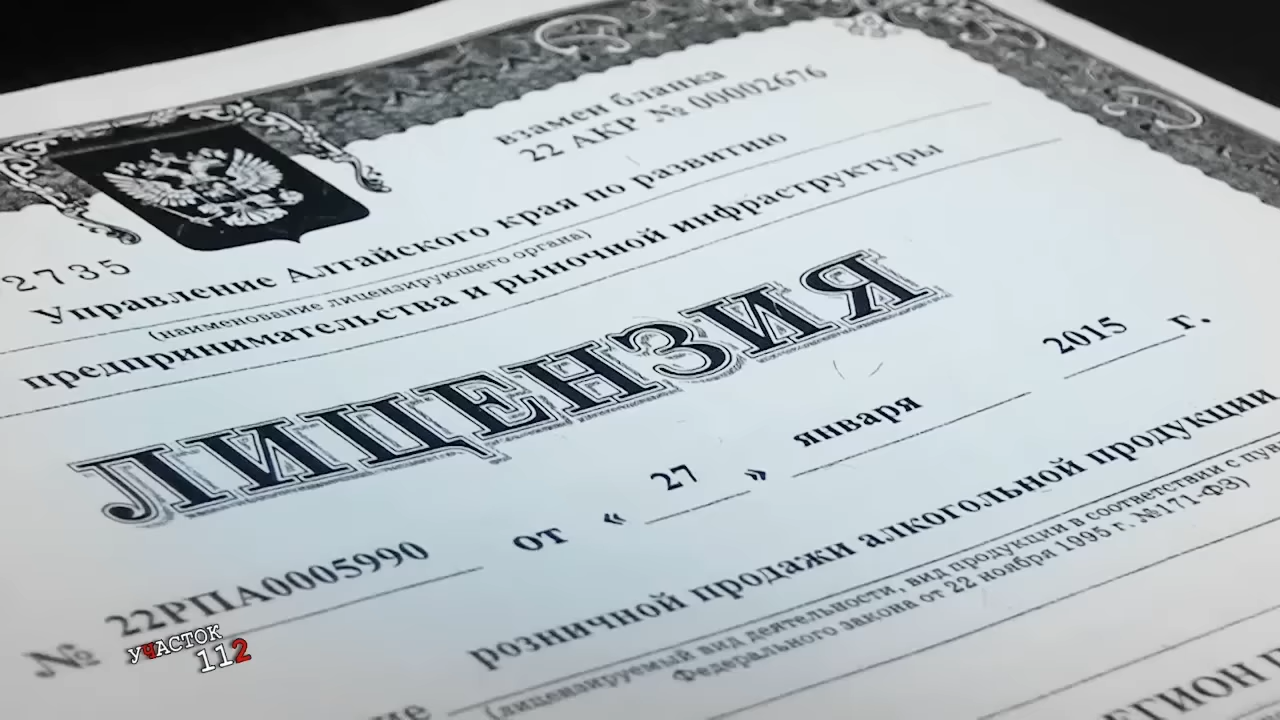 взамен бланка
22 АКР № 00002676
2735
Управление Алтайского края по развитию
(наименование лицензирующего органа)
предпринимательства и рыночной инфраструктуры
ЛИЦЕНЗИЯ
№ 22РПА0005990 от « 27 » января 2015 г.
розничной продажи алкогольной продукции
(лицензируемый вид деятельности, вид продукции в соответствии с
Федерального закона от 22 ноября 1995 г. №171-ФЗ)
УЧАСТОК
112